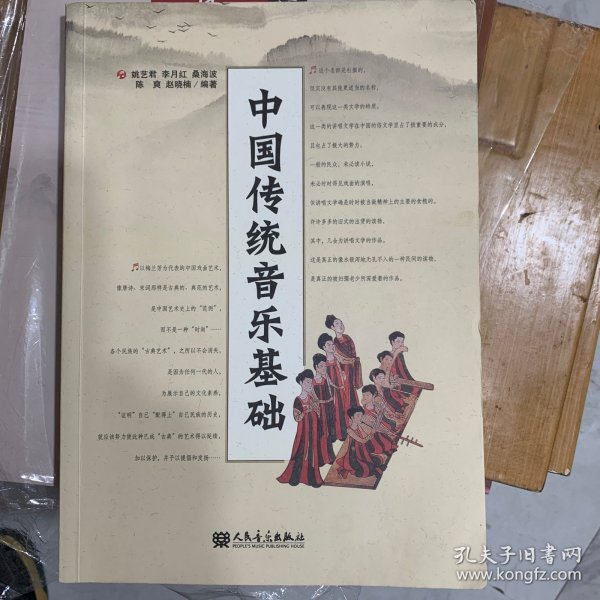 姚艺君 李月红 桑海波
陈 爽 赵晓楠/编著
中国传统音乐基础
这个名辞是杜撰的,
但实没有其他更适当的名称,
可以表现这一类文学的特质。
这一类的讲唱文学在中国的俗文学里占了极重要的成分,
且也占了极大的势力。
一般的民众,未必读小说,
未必时时得见戏曲的演唱,
但讲唱文学确是时时被当做精神上的主要的食粮的。
许许多多的旧式的出赁的读物,
其中,几全为讲唱文学的作品。
这是真正的像水银泻地无孔不入的一种民间的读物,
是真正的被妇孺老少所深爱着的作品。
以梅兰芳为代表的中国戏曲艺术,
像唐诗、宋词那样是古典的、典范的艺术,
是中国艺术史上的“范例”,
而不是一种“时尚”……
各个民族的“古典艺术”,之所以不会消失,
是因为任何一代的人,
为展示自己的文化素养,
“证明”自己“配得上”自己民族的历史,
就应该努力使此种已成“古典”的艺术得以延续,
加以保护,并予以提倡和发扬……
人民音乐出版社
PEOPLE'S MUSIC PUBLISHING HOUSE
孔夫子旧书网
www.kongfz.com